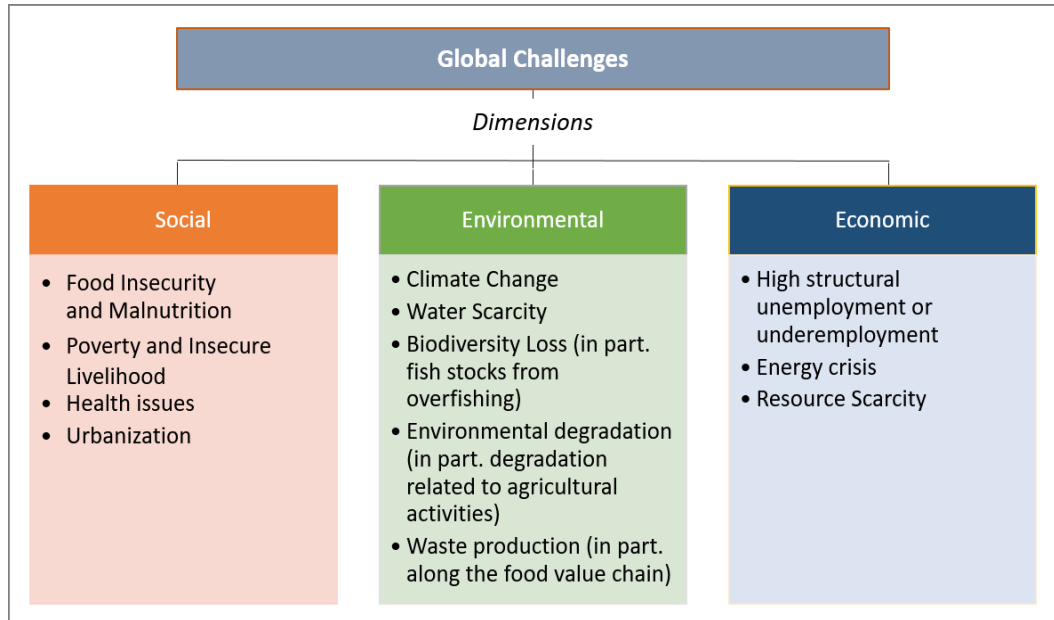 Global Challenges
Dimensions
Social
• Food Insecurity
and Malnutrition
• Poverty and Insecure
Livelihood
• Health issues
• Urbanization
Environmental
• Climate Change
• Water Scarcity
• Biodiversity Loss (in part.
fish stocks from
overfishing)
• Environmental degradation
(in part. degradation
related to agricultural
activities)
• Waste production (in part.
along the food value chain)
Economic
• High structural
unemployment or
underemployment
• Energy crisis
• Resource Scarcity